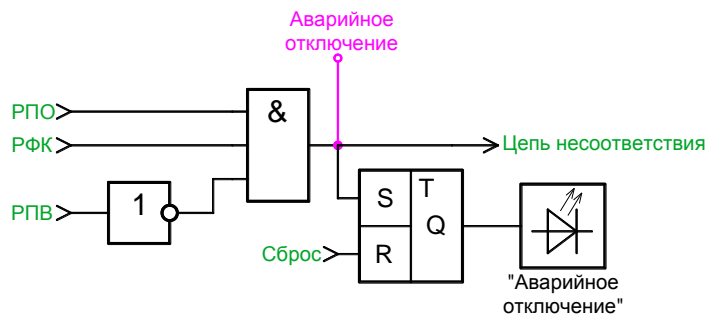 Аварийное
отключение
РПО
&
РФК
Цепь несоответствия
РПВ
1
S
T
Q
Сброс
R
"Аварийное
отключение"